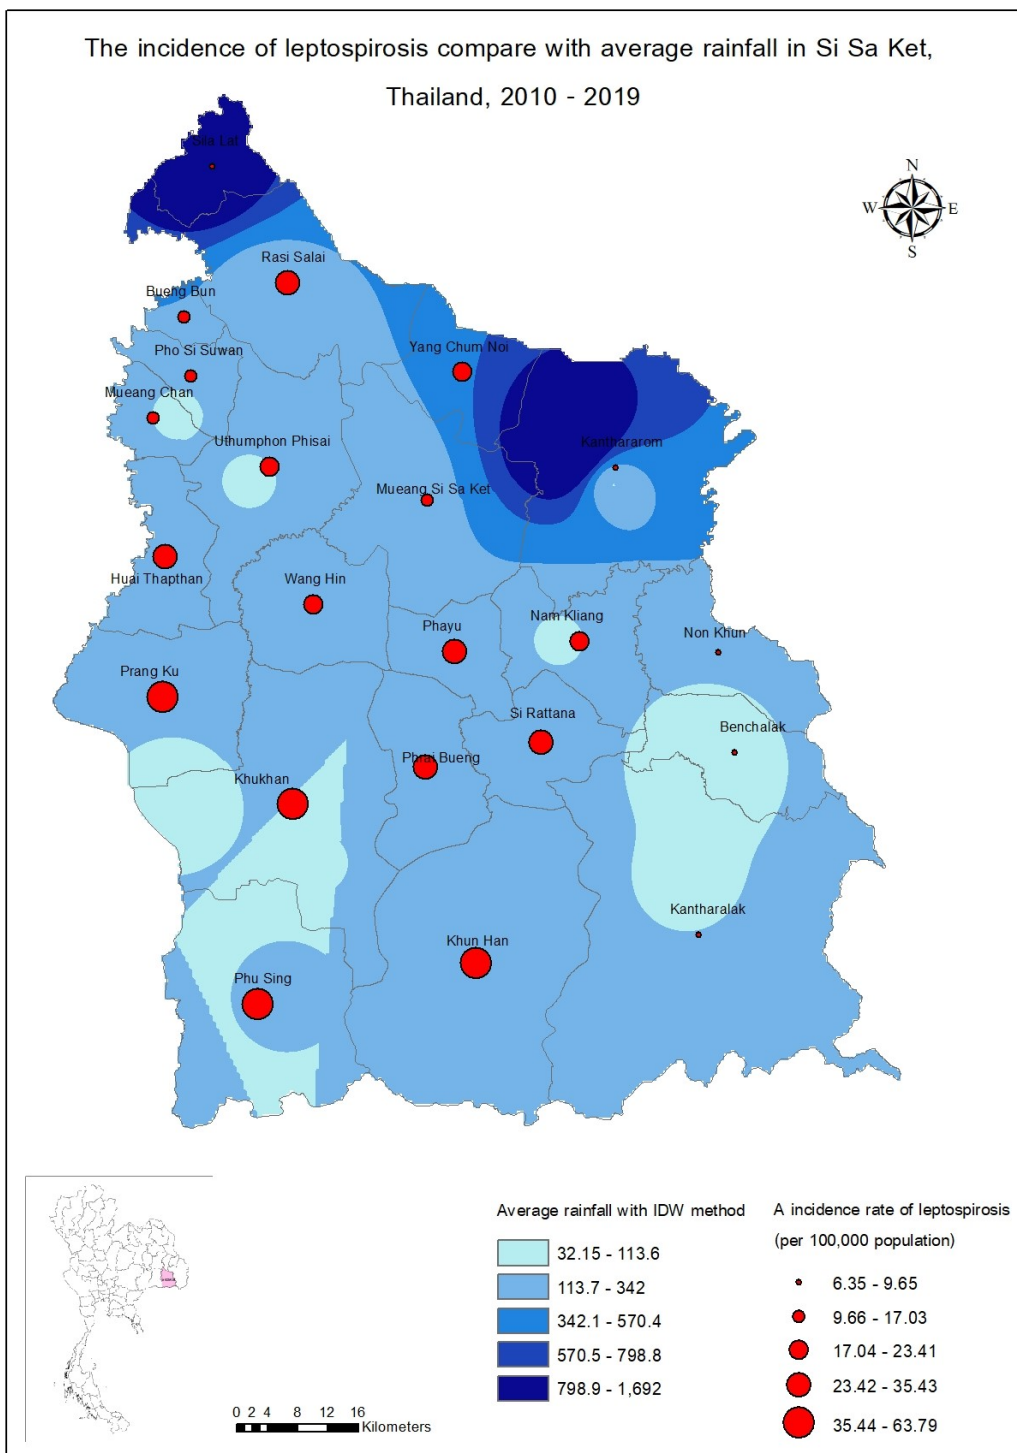 The incidence of leptospirosis compare with average rainfall in Si Sa Ket,
Thailand, 2010 - 2019
Sila Lat
N
W
E
S
Rasi Salai
Bueng Bun
Yang Chum Noi
Pho Si Suwan
Mueang Chan
Uthumphon Phisai
Kanthararom
Mueang Si Sa Ket
Huai Thapthan
Wang Hin
Nam Kliang
Phayu
Non Khun
Prang Ku
Si Rattana
Benchalak
Phrai Bueng
Khukhan
Kantharalak
Khun Han
Phu Sing
Average rainfall with IDW method
32.15 - 113.6
113.7 - 342
342.1 - 570.4
570.5 - 798.8
798.9 - 1,692
A incidence rate of leptospirosis
(per 100,000 population)
6.35 - 9.65
9.66 - 17.03
17.04 - 23.41
23.42 - 35.43
35.44 - 63.79
0 2 4 8 12 16
Kilometers